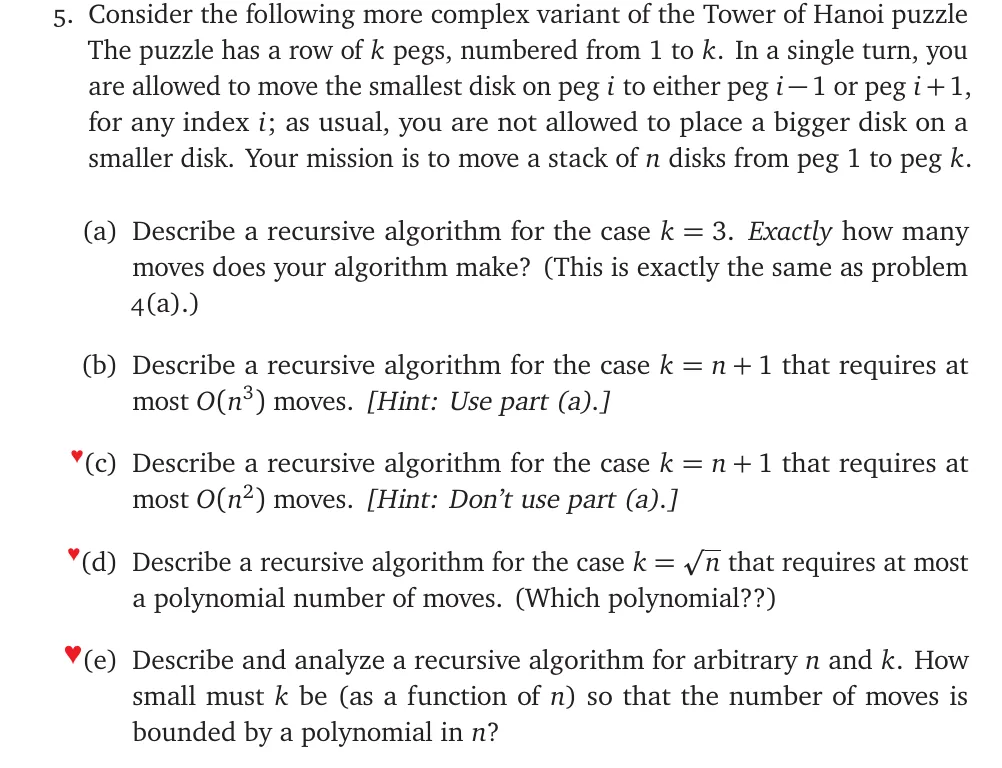 5. Consider the following more complex variant of the Tower of Hanoi puzzle
The puzzle has a row of k pegs, numbered from 1 to k. In a single turn, you
are allowed to move the smallest disk on peg i to either peg i−1 or peg i+1,
for any index i; as usual, you are not allowed to place a bigger disk on a
smaller disk. Your mission is to move a stack of n disks from peg 1 to peg k.
(a) Describe a recursive algorithm for the case k = 3. Exactly how many
moves does your algorithm make? (This is exactly the same as problem
4(a).)
(b) Describe a recursive algorithm for the case k = n + 1 that requires at
most O(n³) moves. [Hint: Use part (a).]
♥(c) Describe a recursive algorithm for the case k = n + 1 that requires at
most O(n²) moves. [Hint: Don't use part (a).]
♥(d) Describe a recursive algorithm for the case k = √n that requires at most
a polynomial number of moves. (Which polynomial??)
♥(e) Describe and analyze a recursive algorithm for arbitrary n and k. How
small must k be (as a function of n) so that the number of moves is
bounded by a polynomial in n?